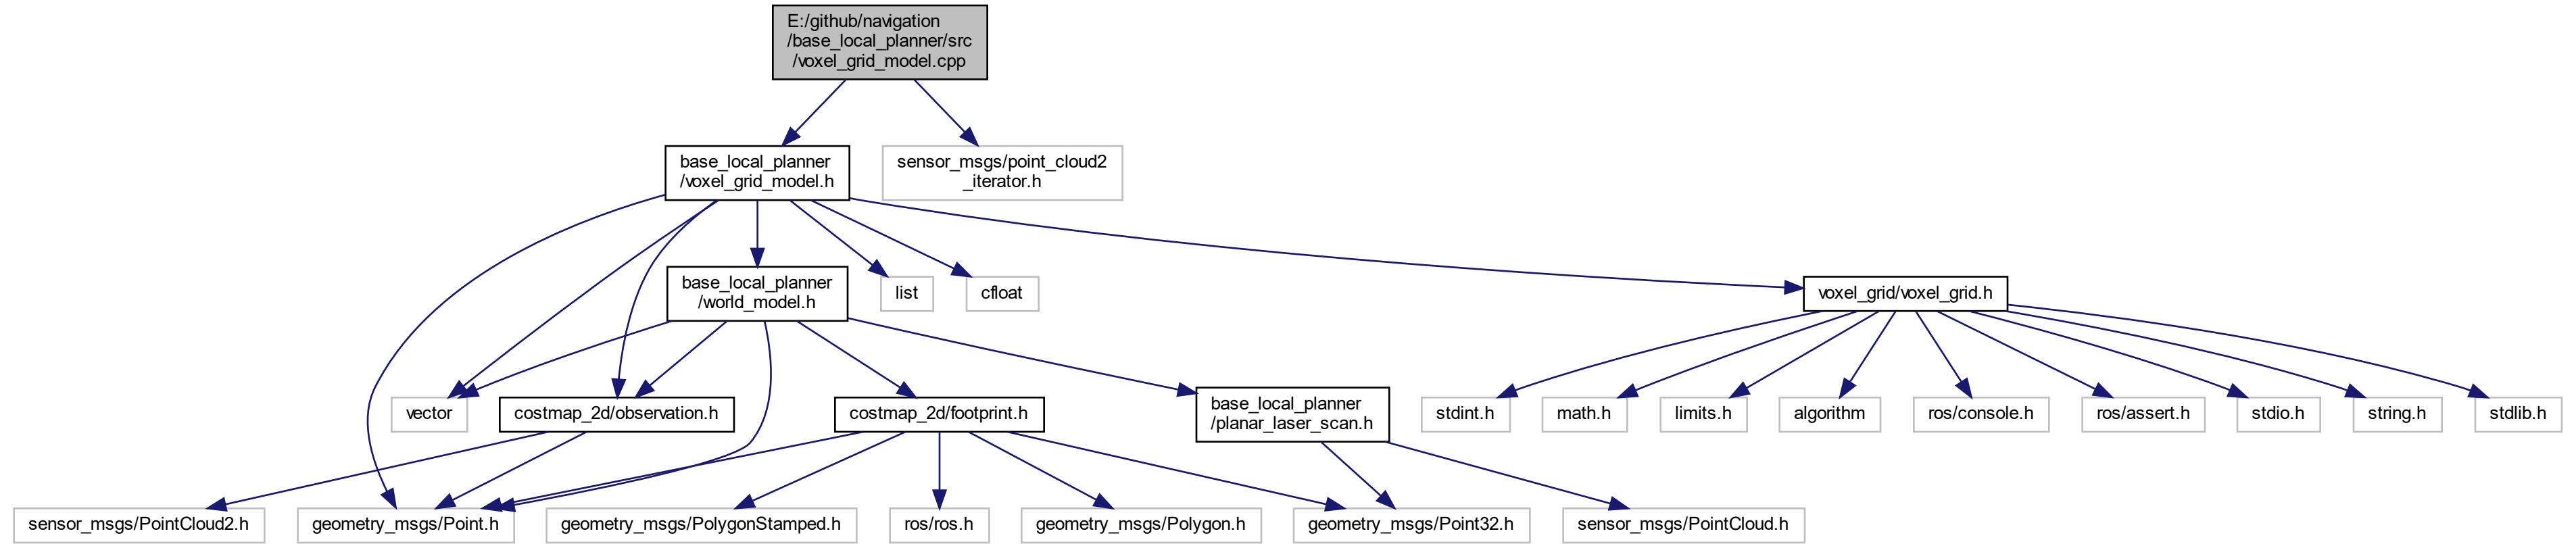 E:/github/navigation
/base_local_planner/src
/voxel_grid_model.cpp
base_local_planner
/voxel_grid_model.h
sensor_msgs/point_cloud2
_iterator.h
base_local_planner
/world_model.h
list
cfloat
voxel_grid/voxel_grid.h
vector
costmap_2d/observation.h
costmap_2d/footprint.h
base_local_planner
/planar_laser_scan.h
stdint.h
math.h
limits.h
algorithm
ros/console.h
ros/assert.h
stdio.h
string.h
stdlib.h
sensor_msgs/PointCloud2.h
geometry_msgs/Point.h
geometry_msgs/PolygonStamped.h
ros/ros.h
geometry_msgs/Polygon.h
geometry_msgs/Point32.h
sensor_msgs/PointCloud.h